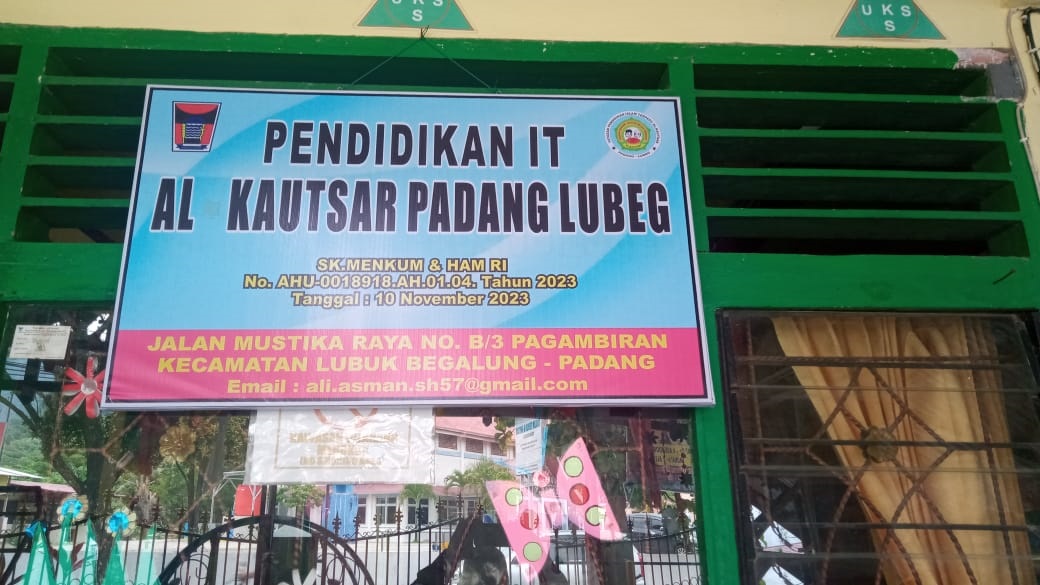 UKS
S
UKS
S
PENDIDIKAN IT
AL KAUTSAR PADANG LUBEG
SK.MENKUM & HAM RI
No. AHU-0018918.AH.01.04. Tahun 2023
Tanggal : 10 November 2023
JALAN MUSTIKA RAYA NO. B/3 PAGAMBIRAN
KECAMATAN LUBUK BEGALUNG - PADANG
Email : ali.asman.sh57@gmail.com